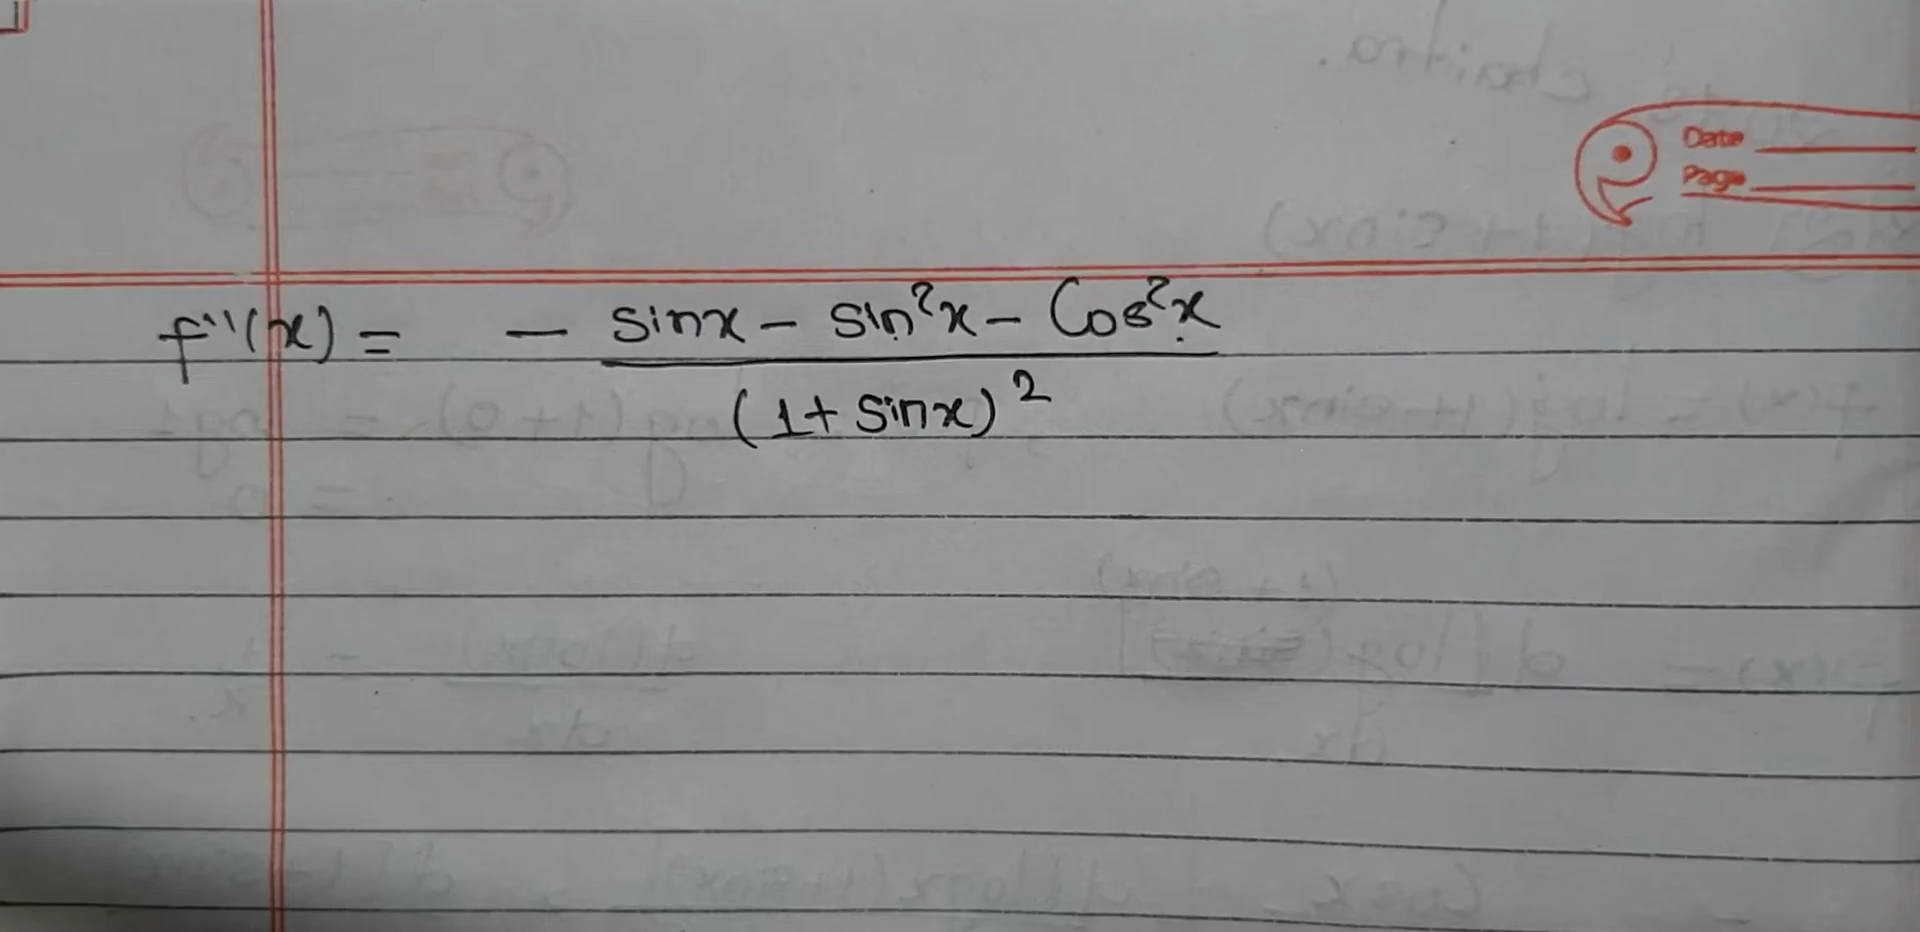 Date
Page
f''(x) = - sinx - sin²x - Cos²x
(1 + sinx)²